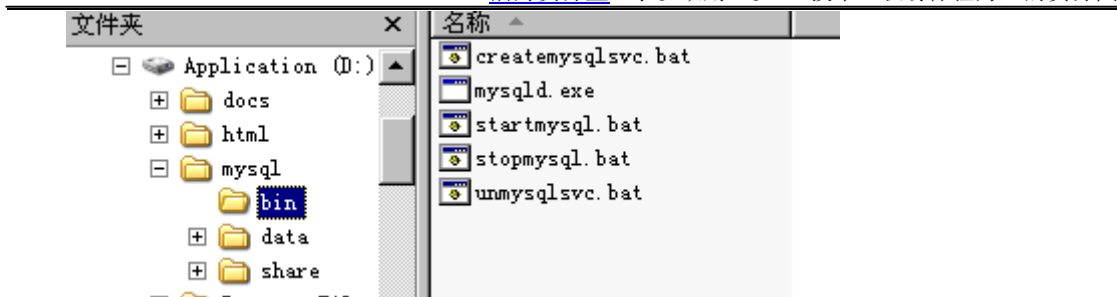 文件夹
名称
Application (D:)
docs
html
mysql
bin
data
share
createmysqlsvc.bat
mysqld.exe
startmysql.bat
stopmysql.bat
unmysqlsvc.bat